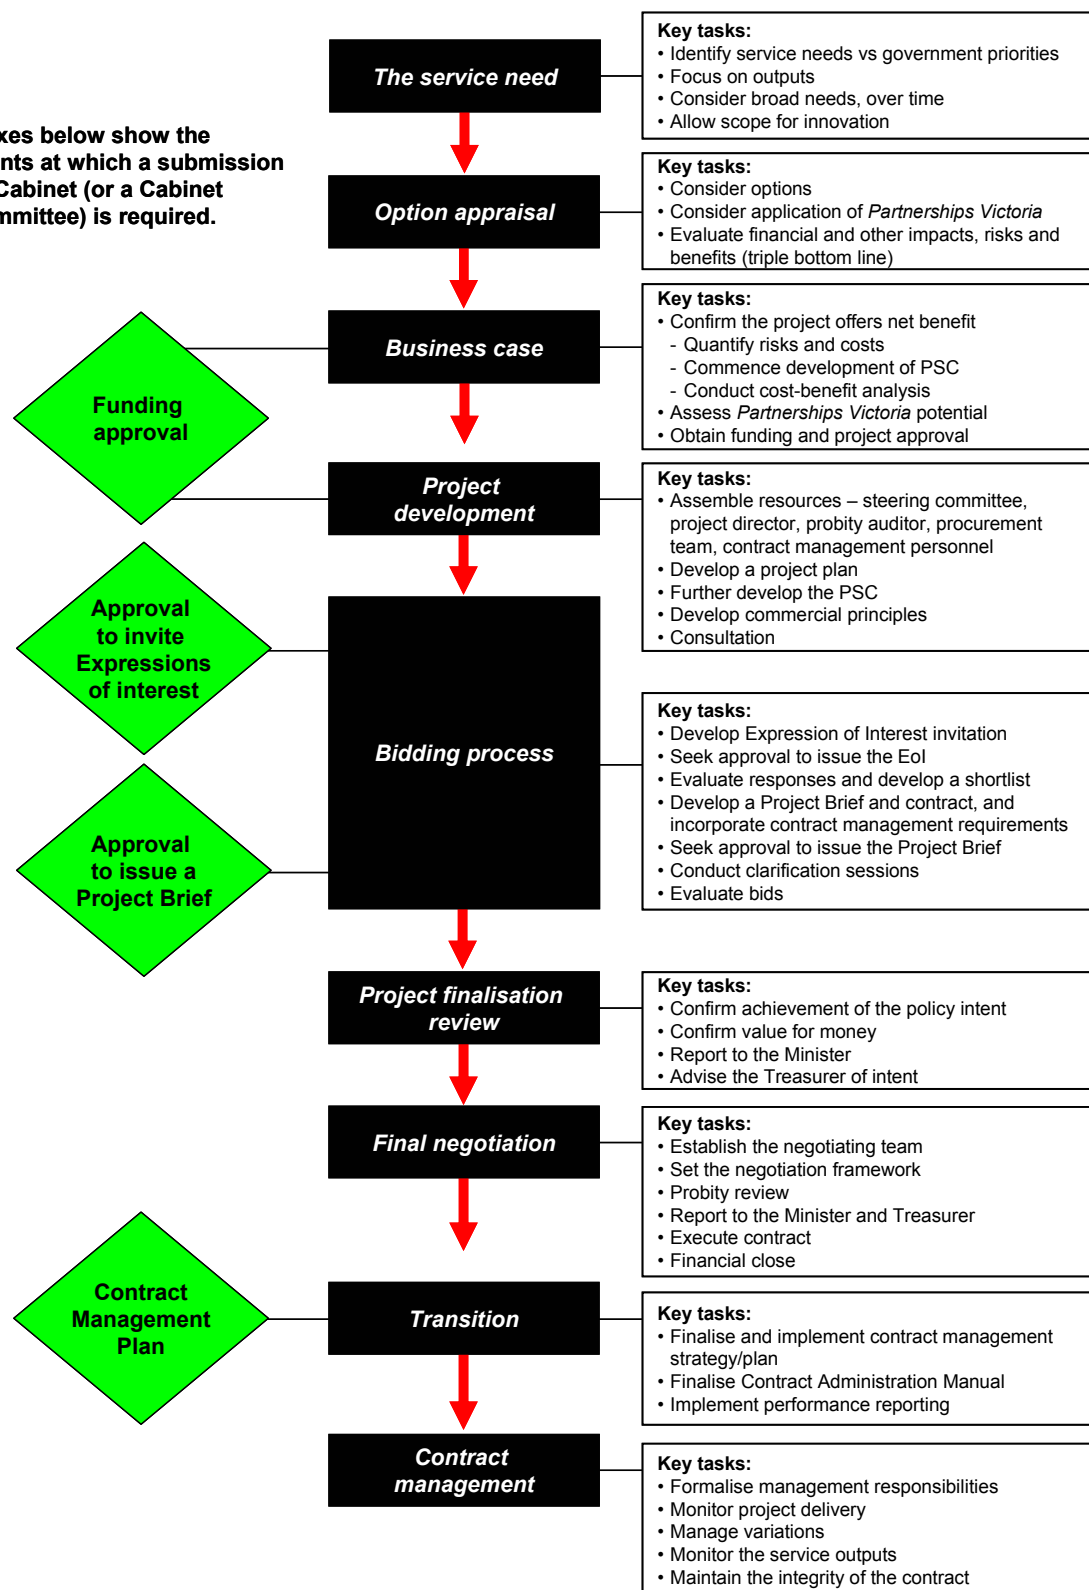 The service need
Key tasks:
• Identify service needs vs government priorities
• Focus on outputs
• Consider broad needs, over time
• Allow scope for innovation
below show the
at which a submission
Cabinet (or a Cabinet
is required.
Option appraisal
Key tasks:
• Consider options
• Consider application of Partnerships Victoria
• Evaluate financial and other impacts, risks and
benefits (triple bottom line)
Funding
approval
Business case
Key tasks:
• Confirm the project offers net benefit
- Quantify risks and costs
- Commence development of PSC
- Conduct cost-benefit analysis
• Assess Partnerships Victoria potential
• Obtain funding and project approval
Project
development
Key tasks:
• Assemble resources – steering committee,
project director, probity auditor, procurement
team, contract management personnel
• Develop a project plan
• Further develop the PSC
• Develop commercial principles
• Consultation
Approval
to invite
Expressions
of interest
Approval
to issue a
Project Brief
Bidding process
Key tasks:
• Develop Expression of Interest invitation
• Seek approval to issue the EoI
• Evaluate responses and develop a shortlist
• Develop a Project Brief and contract, and
incorporate contract management requirements
• Seek approval to issue the Project Brief
• Conduct clarification sessions
• Evaluate bids
Project finalisation
review
Key tasks:
• Confirm achievement of the policy intent
• Confirm value for money
• Report to the Minister
• Advise the Treasurer of intent
Final negotiation
Key tasks:
• Establish the negotiating team
• Set the negotiation framework
• Probity review
• Report to the Minister and Treasurer
• Execute contract
• Financial close
Contract
Management
Plan
Transition
Key tasks:
• Finalise and implement contract management
strategy/plan
• Finalise Contract Administration Manual
• Implement performance reporting
Contract
management
Key tasks:
• Formalise management responsibilities
• Monitor project delivery
• Manage variations
• Monitor the service outputs
• Maintain the integrity of the contract